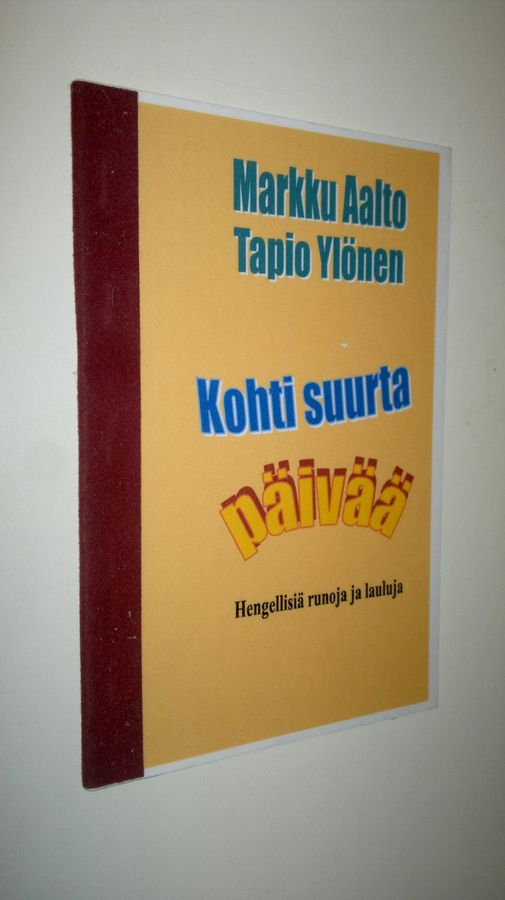 Markku Aalto
Tapio Ylönen
Kohti suurta
päivää
Hengellisiä runoja ja lauluja